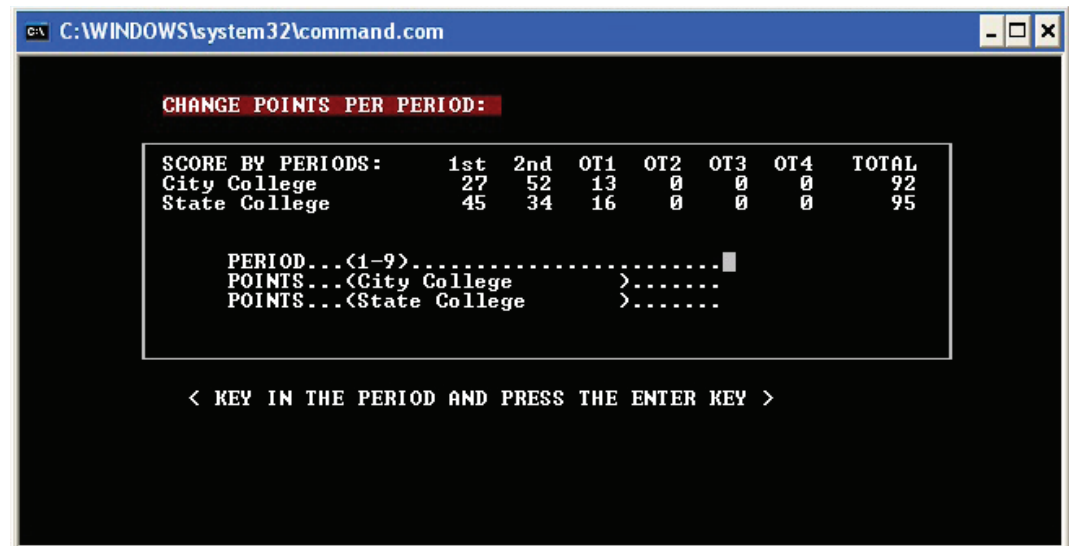 C:\WINDOWS\system32\command.com
CHANGE POINTS PER PERIOD:
SCORE BY PERIODS: 1st 2nd OT1 OT2 OT3 OT4 TOTAL
City College 27 52 13 0 0 0 92
State College 45 34 16 0 0 0 95
PERIOD...(1-9)........................
POINTS...(City College ).......
POINTS...(State College ).......
< KEY IN THE PERIOD AND PRESS THE ENTER KEY >